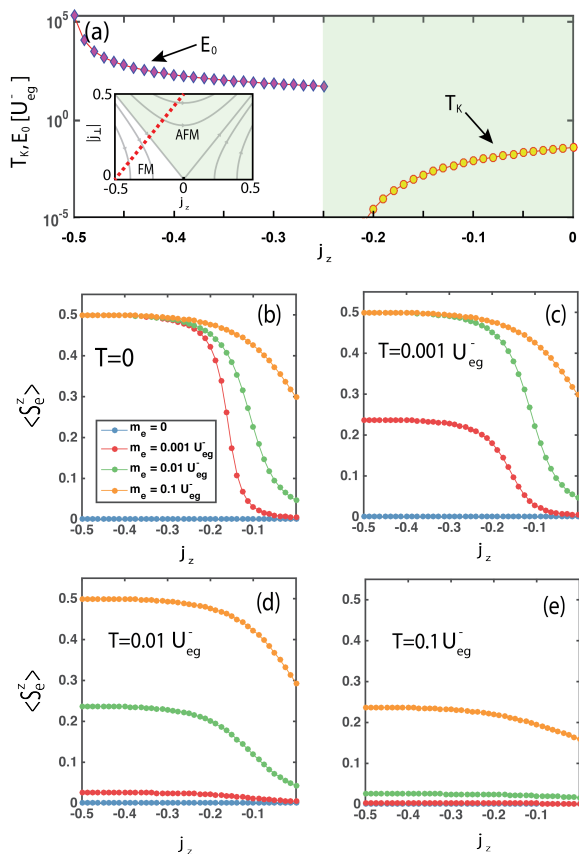 (a)
10^5
10^0
10^-5
T_K, E_0 [U_eg^-]
E_0
T_K
0.5
|j_⊥|
0
AFM
FM
-0.5 0 0.5
j_z
-0.5 -0.4 -0.3 -0.2 -0.1 0
j_z
(b)
0.5
0.4
0.3
0.2
0.1
0
<S_e^z>
T=0
m_e = 0
m_e = 0.001 U_eg^-
m_e = 0.01 U_eg^-
m_e = 0.1 U_eg^-
-0.5 -0.4 -0.3 -0.2 -0.1
j_z
(c)
0.5
0.4
0.3
0.2
0.1
0
T=0.001 U_eg^-
-0.5 -0.4 -0.3 -0.2 -0.1
j_z
(d)
0.5
0.4
0.3
0.2
0.1
0
<S_e^z>
T=0.01 U_eg^-
-0.5 -0.4 -0.3 -0.2 -0.1
j_z
(e)
0.5
0.4
0.3
0.2
0.1
0
T=0.1 U_eg^-
-0.5 -0.4 -0.3 -0.2 -0.1
j_z